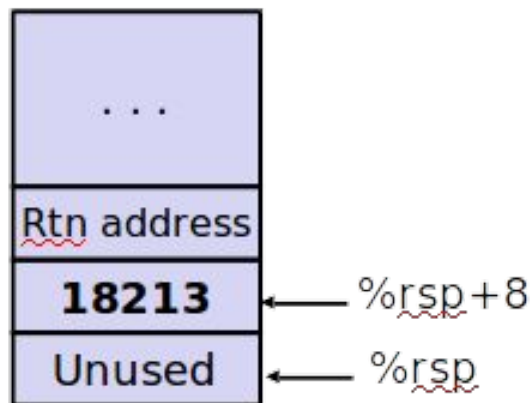 . . .
Rtn address
18213
%rsp+8
Unused
%rsp